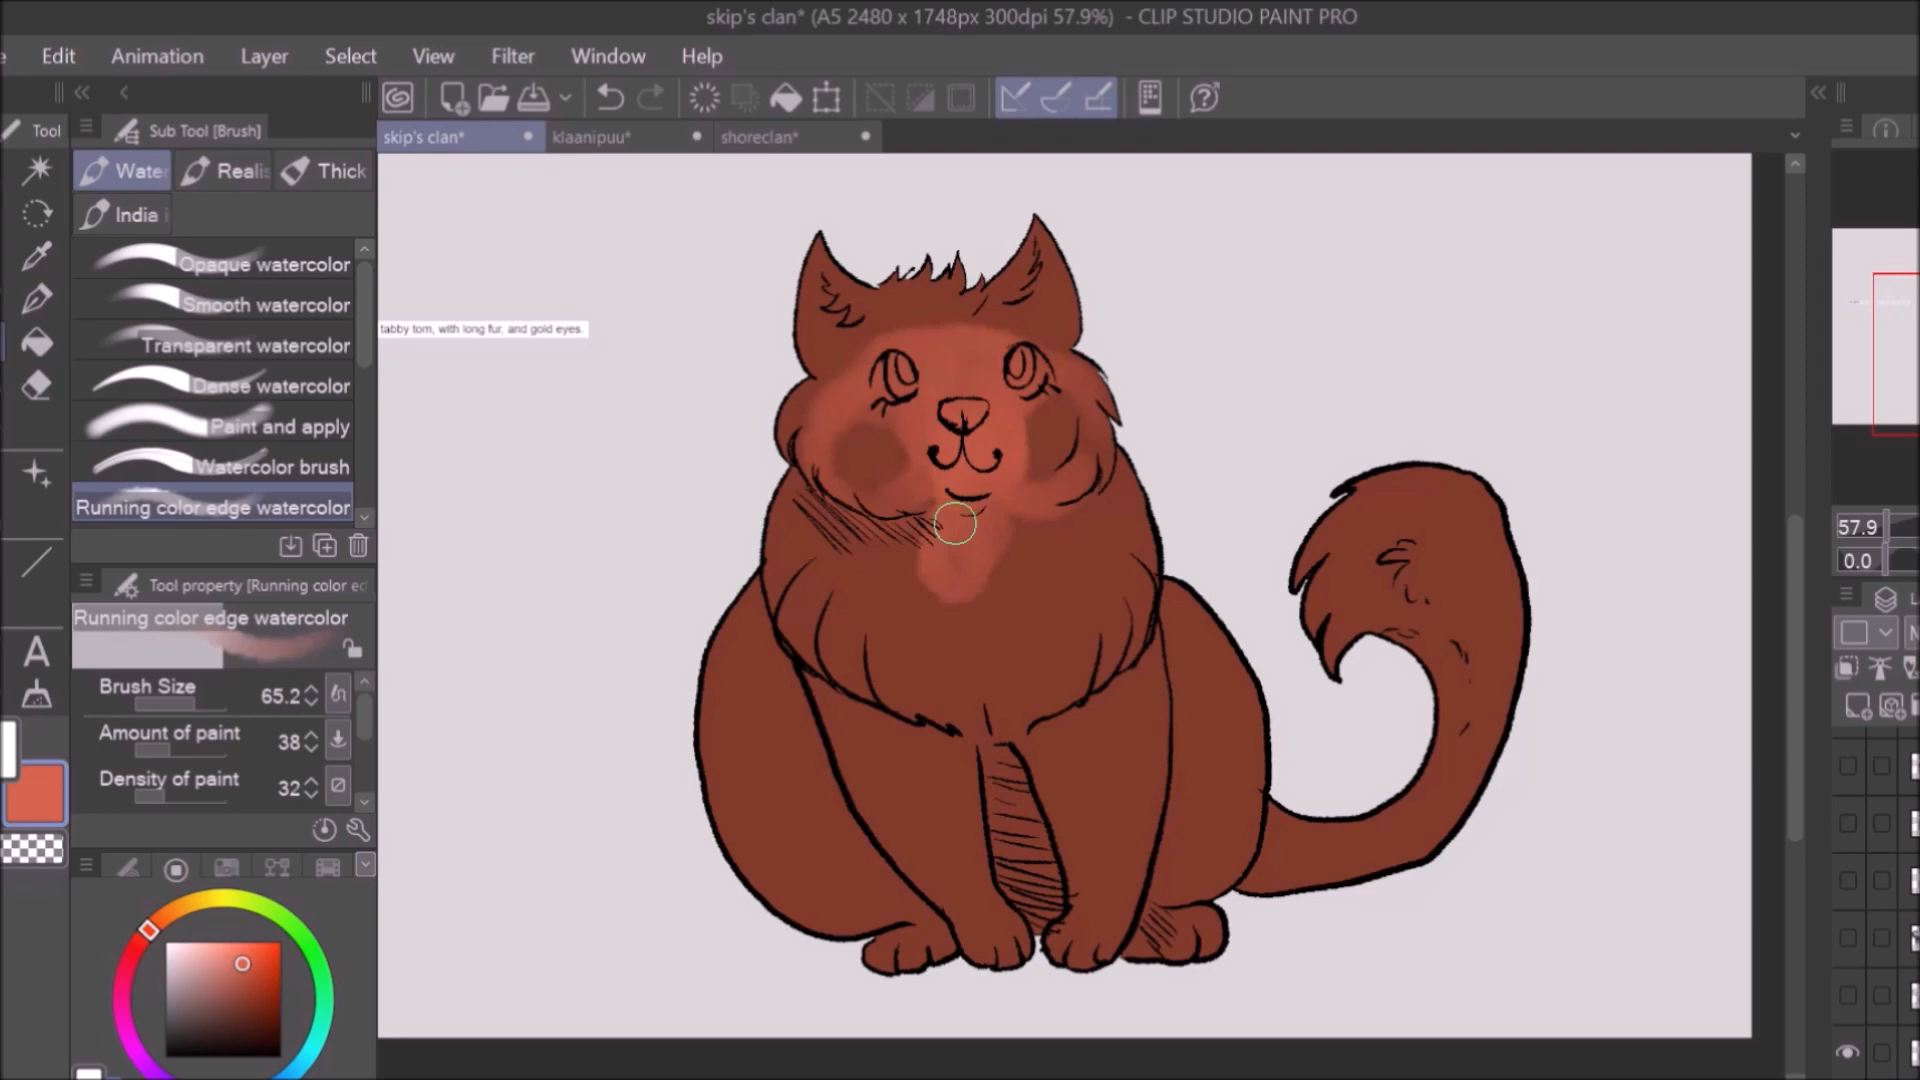 skip's clan* (A5 2480 x 1748px 300dpi 57.9%) - CLIP STUDIO PAINT PRO
Edit Animation Layer Select View Filter Window Help
Tool
Sub Tool [Brush]
skip's clan* klaanipuu* shoreclan*
Water Realis Thick
India
Opaque watercolor
Smooth watercolor
tabby tom, with long fur, and gold eyes.
Transparent watercolor
Dense watercolor
Paint and apply
Watercolor brush
Running color edge watercolor
57.9
0.0
Tool property [Running color ed
Running color edge watercolor
Brush Size 65.2
Amount of paint 38
Density of paint 32
A